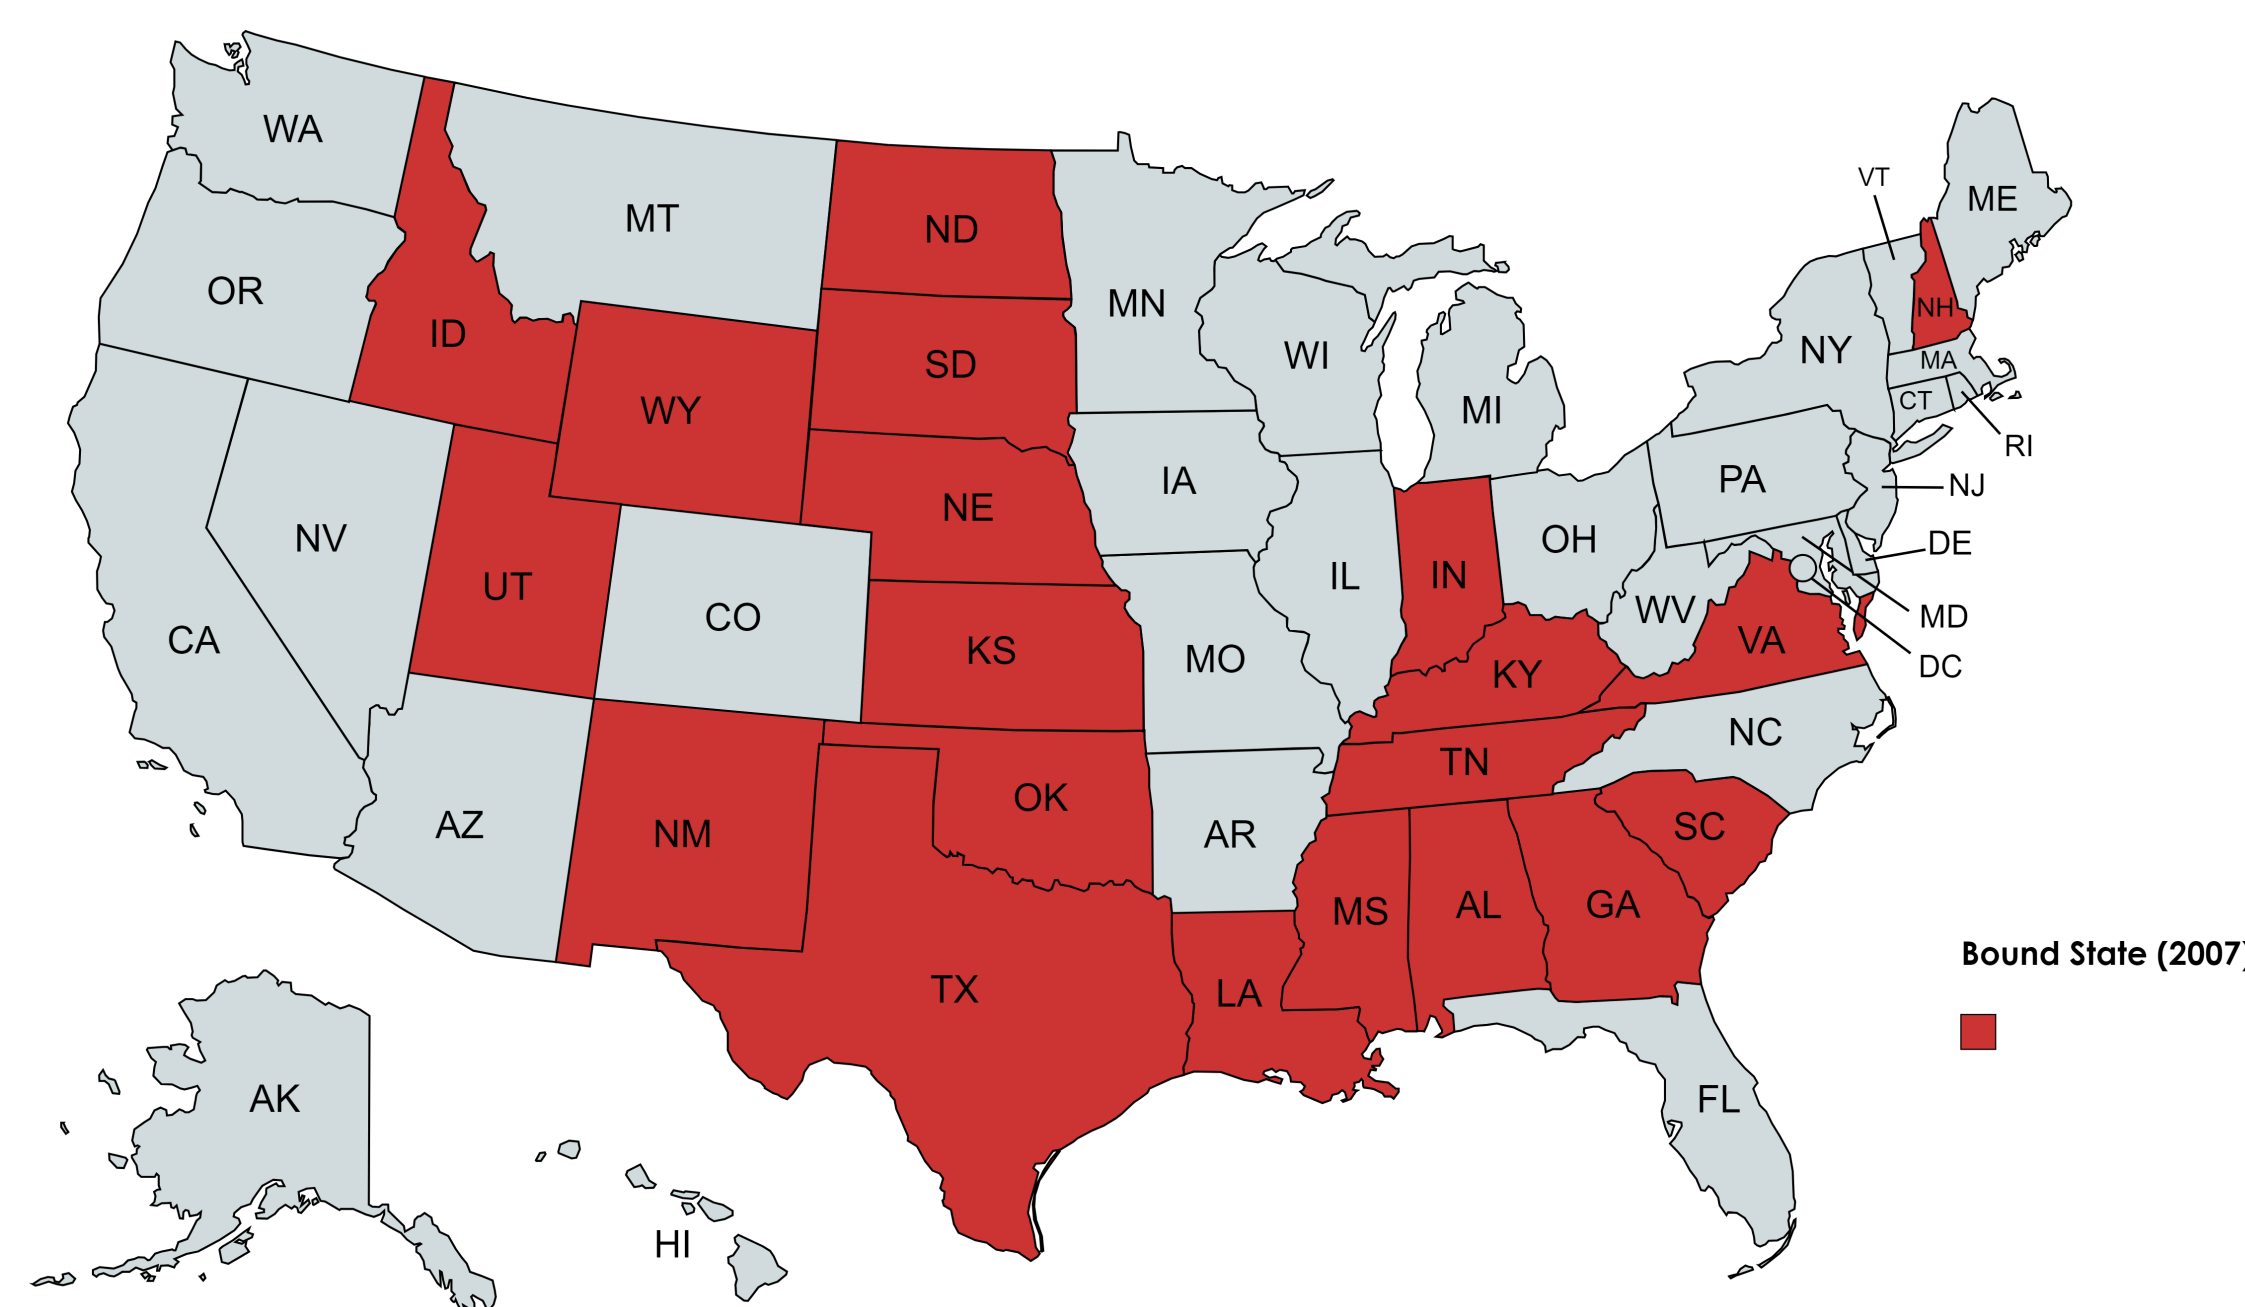 WA
MT
ND
MN
VT
ME
OR
ID
SD
WI
NH
NY
MA
MI
CT
WY
RI
IA
PA
NJ
NE
NV
OH
DE
UT
IL
IN
CO
WV
MD
CA
KS
MO
VA
DC
KY
NC
TN
OK
AZ
NM
AR
SC
MS
AL
GA
TX
LA
Bound State (2007)
AK
FL
HI